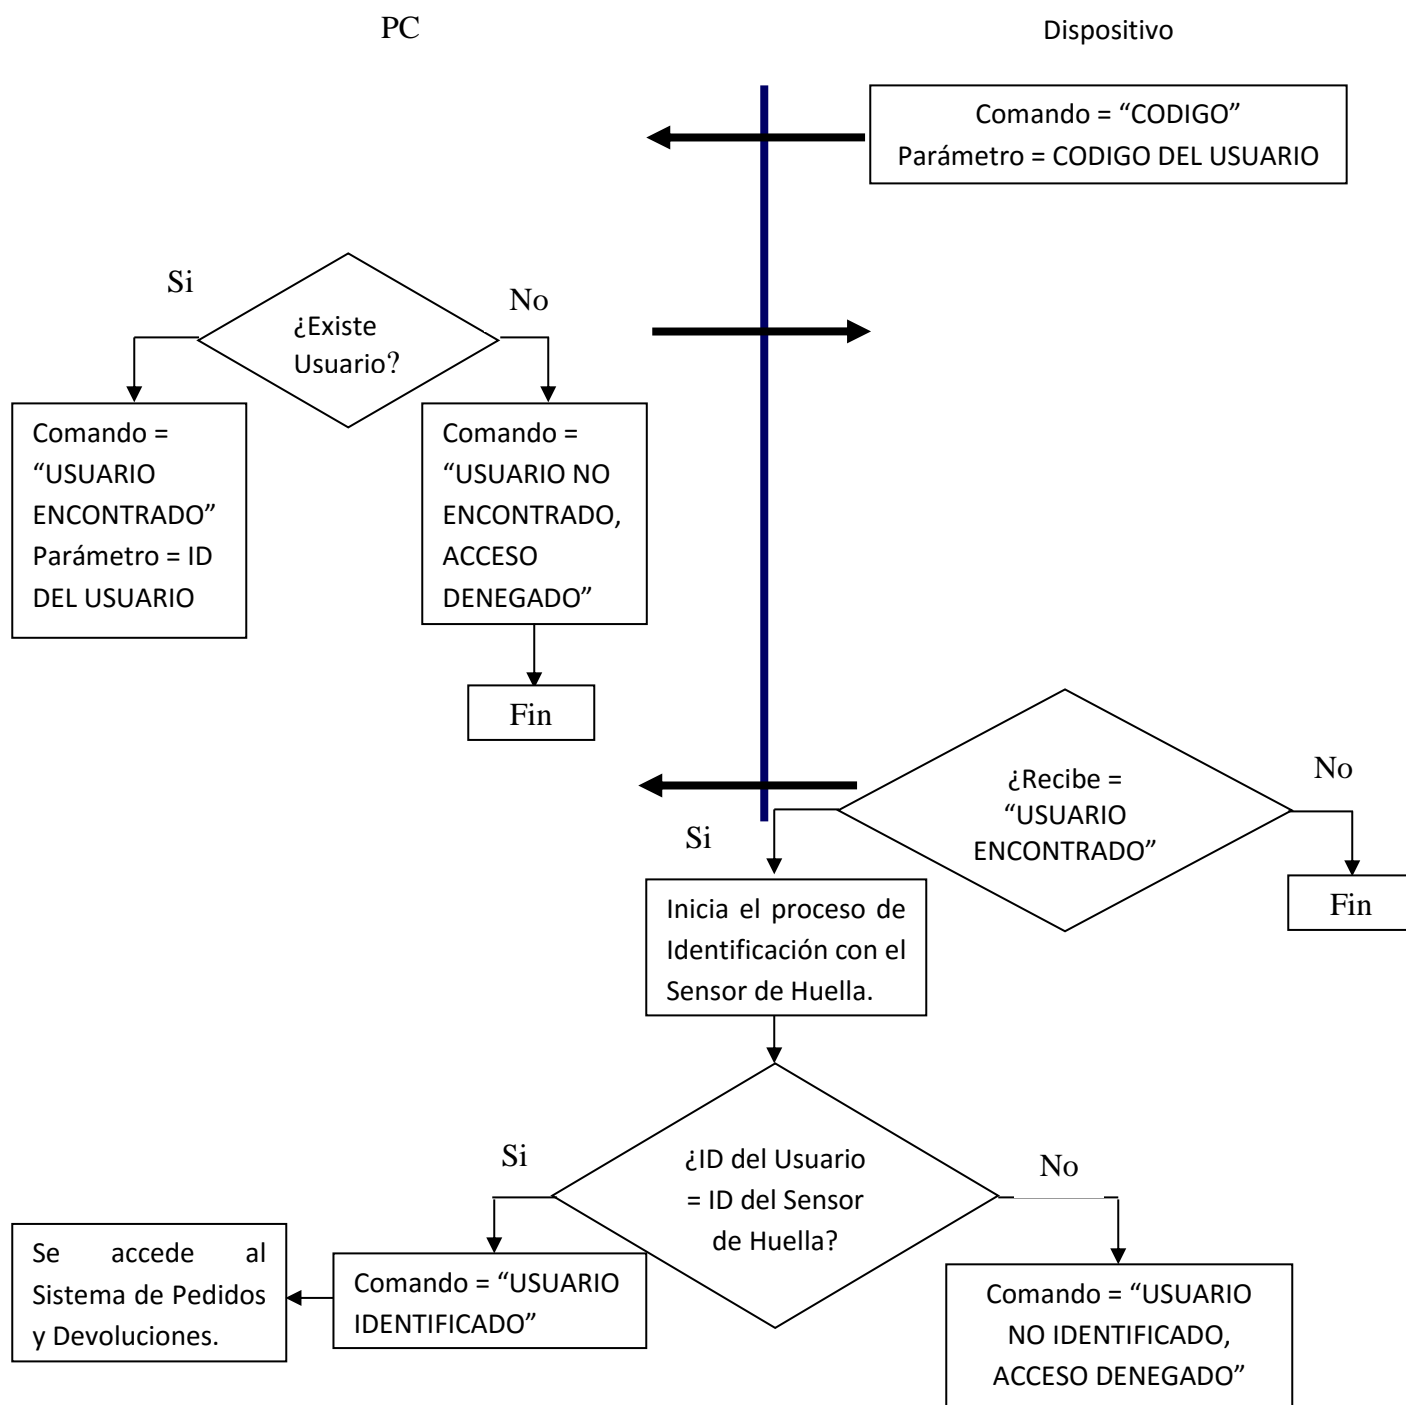 PC
Dispositivo
Comando = “CODIGO”
Parámetro = CODIGO DEL USUARIO
Si
No
¿Existe
Usuario?
Comando =
“USUARIO
ENCONTRADO”
Parámetro = ID
DEL USUARIO
Comando =
“USUARIO NO
ENCONTRADO,
ACCESO
DENEGADO”
Fin
¿Recibe =
“USUARIO
ENCONTRADO”
No
Si
Fin
Inicia el proceso de
Identificación con el
Sensor de Huella.
Si
¿ID del Usuario
= ID del Sensor
de Huella?
No
Se accede al
Sistema de Pedidos
y Devoluciones.
Comando = “USUARIO
IDENTIFICADO”
Comando = “USUARIO
NO IDENTIFICADO,
ACCESO DENEGADO”